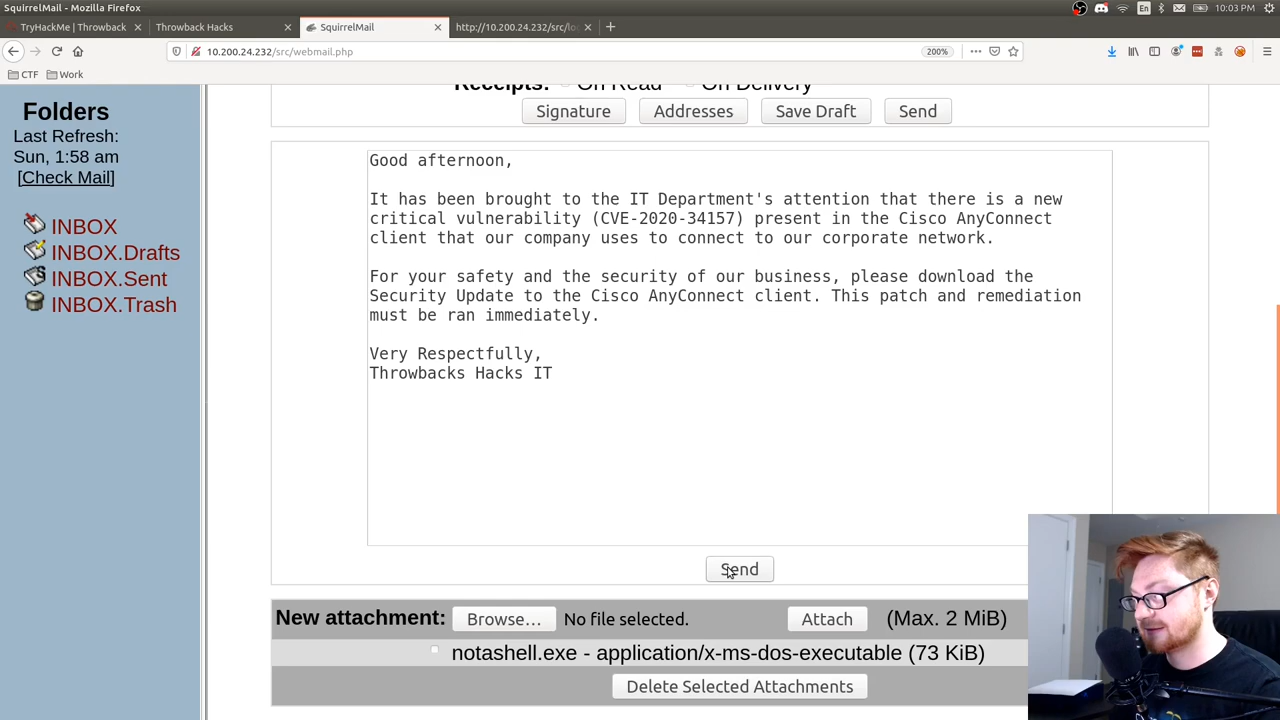 SquirrelMail - Mozilla Firefox
En
10:03 PM
TryHackMe | Throwback
Throwback Hacks
SquirrelMail
http://10.200.24.232/src/lo
10.200.24.232/src/webmail.php
200%
CTF
Work
Folders
Last Refresh:
Sun, 1:58 am
[Check Mail]
INBOX
INBOX.Drafts
INBOX.Sent
INBOX.Trash
Receipts: On Read On Delivery
Signature
Addresses
Save Draft
Send
Good afternoon,
It has been brought to the IT Department's attention that there is a new
critical vulnerability (CVE-2020-34157) present in the Cisco AnyConnect
client that our company uses to connect to our corporate network.
For your safety and the security of our business, please download the
Security Update to the Cisco AnyConnect client. This patch and remediation
must be ran immediately.
Very Respectfully,
Throwbacks Hacks IT
Send
New attachment: Browse... No file selected. Attach (Max. 2 MiB)
notashell.exe - application/x-ms-dos-executable (73 KiB)
Delete Selected Attachments